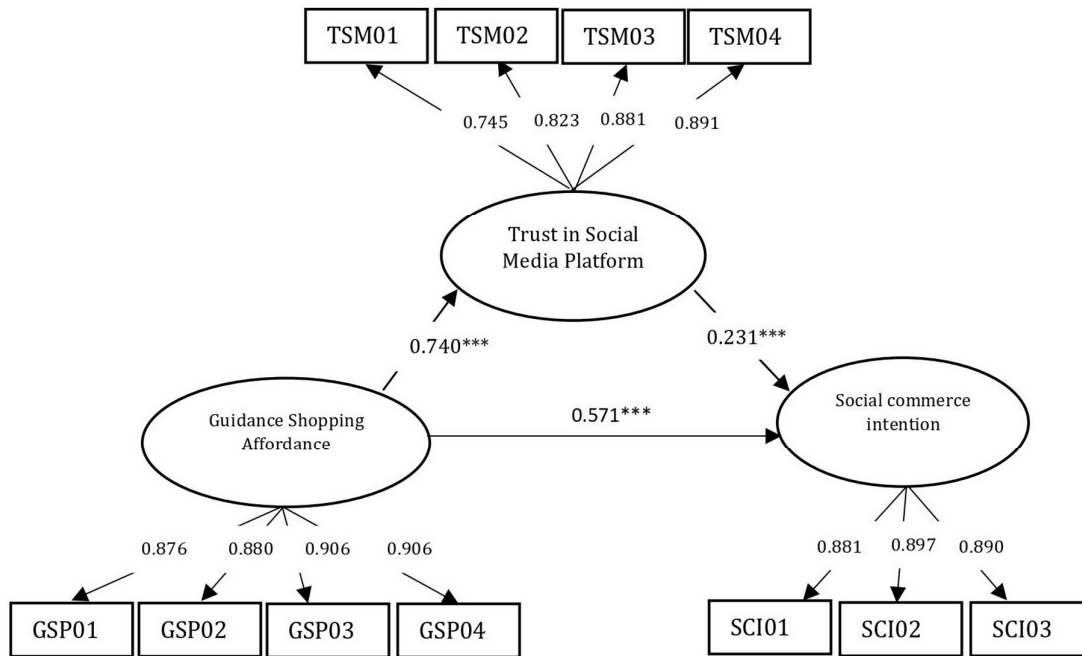 TSM01 TSM02 TSM03 TSM04
0.745 0.823 0.881 0.891
Trust in Social
Media Platform
0.740***
0.231***
Guidance Shopping
Affordance
0.571***
Social commerce
intention
0.876 0.880 0.906 0.906
0.881 0.897 0.890
GSP01 GSP02 GSP03 GSP04
SCI01 SCI02 SCI03